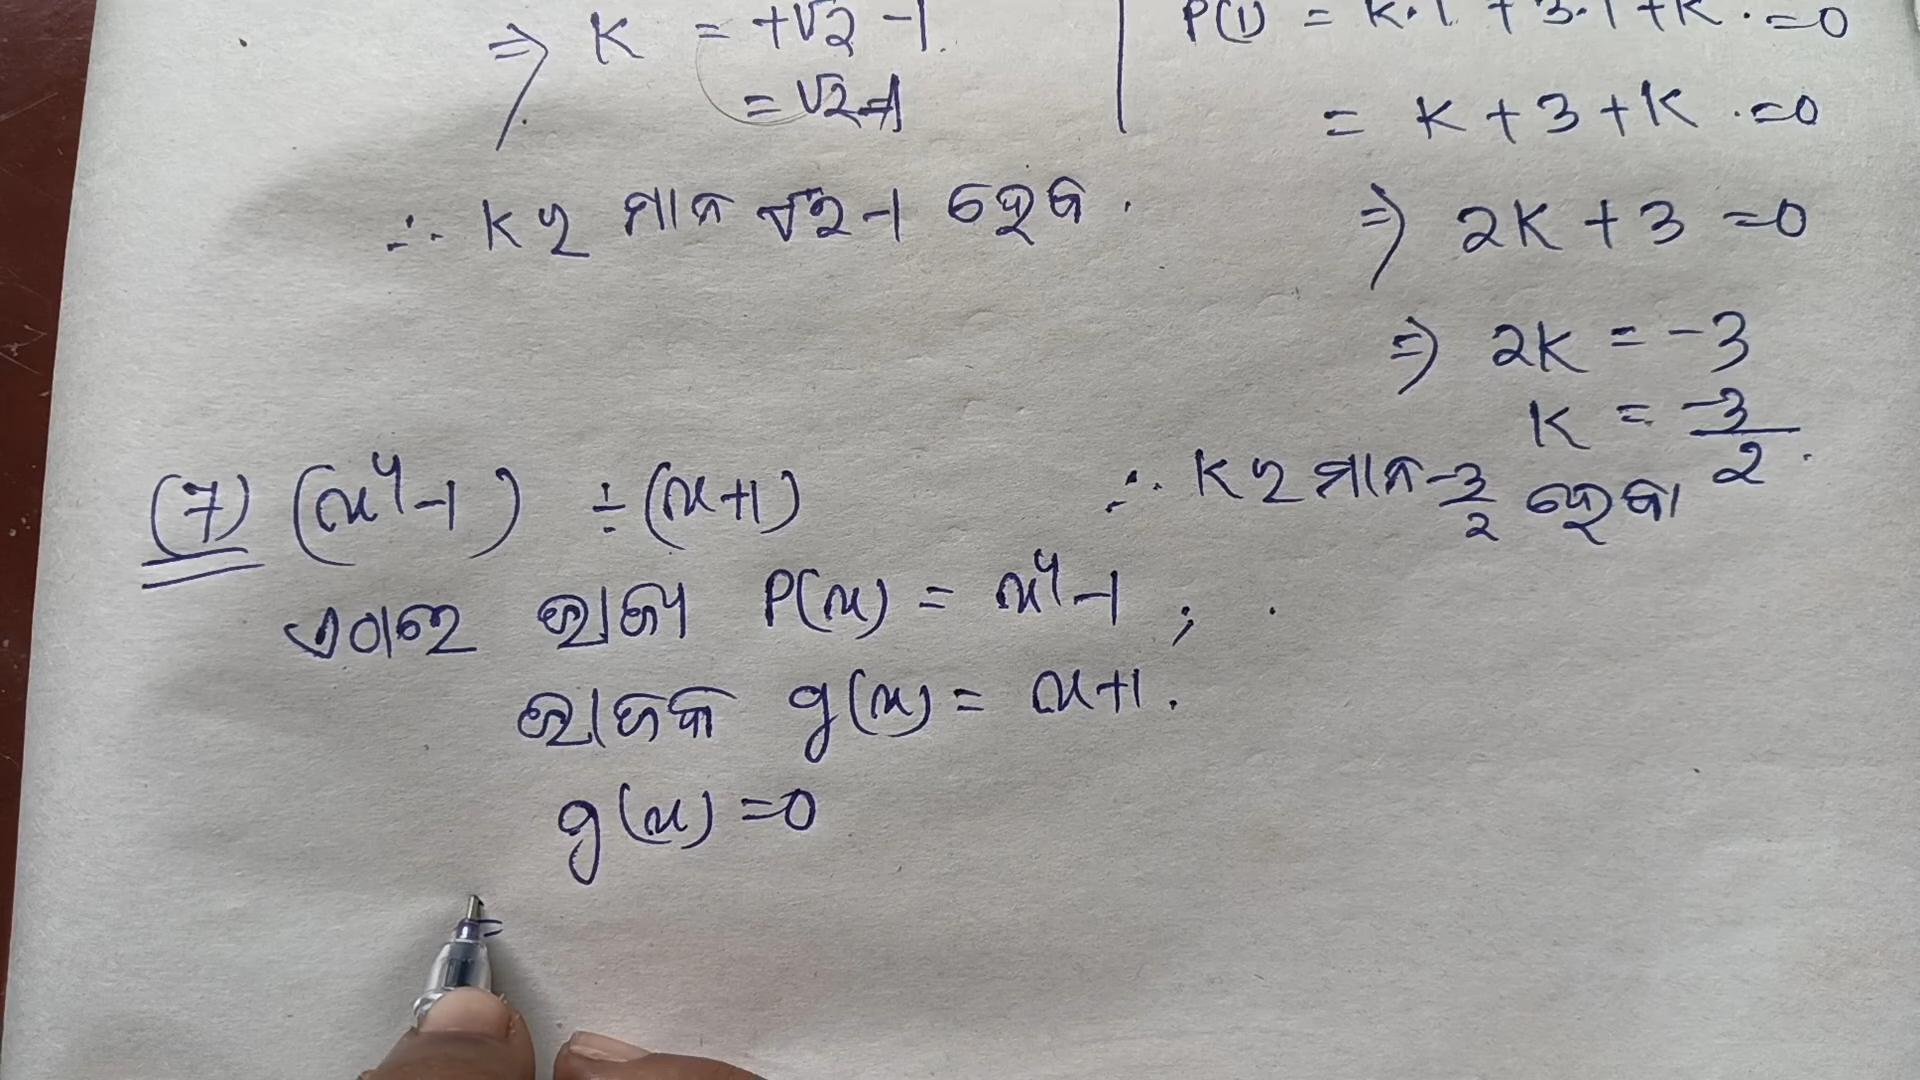 ⇒ K = +√2 -1
= √2-1
∴ K ର ମାନ √2-1 ହେବ.
P(1) = K·1 + 3·1 + K . =0
= K + 3 + K . =0
⇒ 2K + 3 =0
⇒ 2K = -3
K = -3/2 .
∴ K ର ମାନ -3/2 ହେବ।
(7) (x⁴-1) ÷ (x+1)
ଏଠାରେ ଭାଜ୍ୟ P(x) = x⁴-1 ;
ଭାଜକ g(x) = x+1.
g(x) =0
=